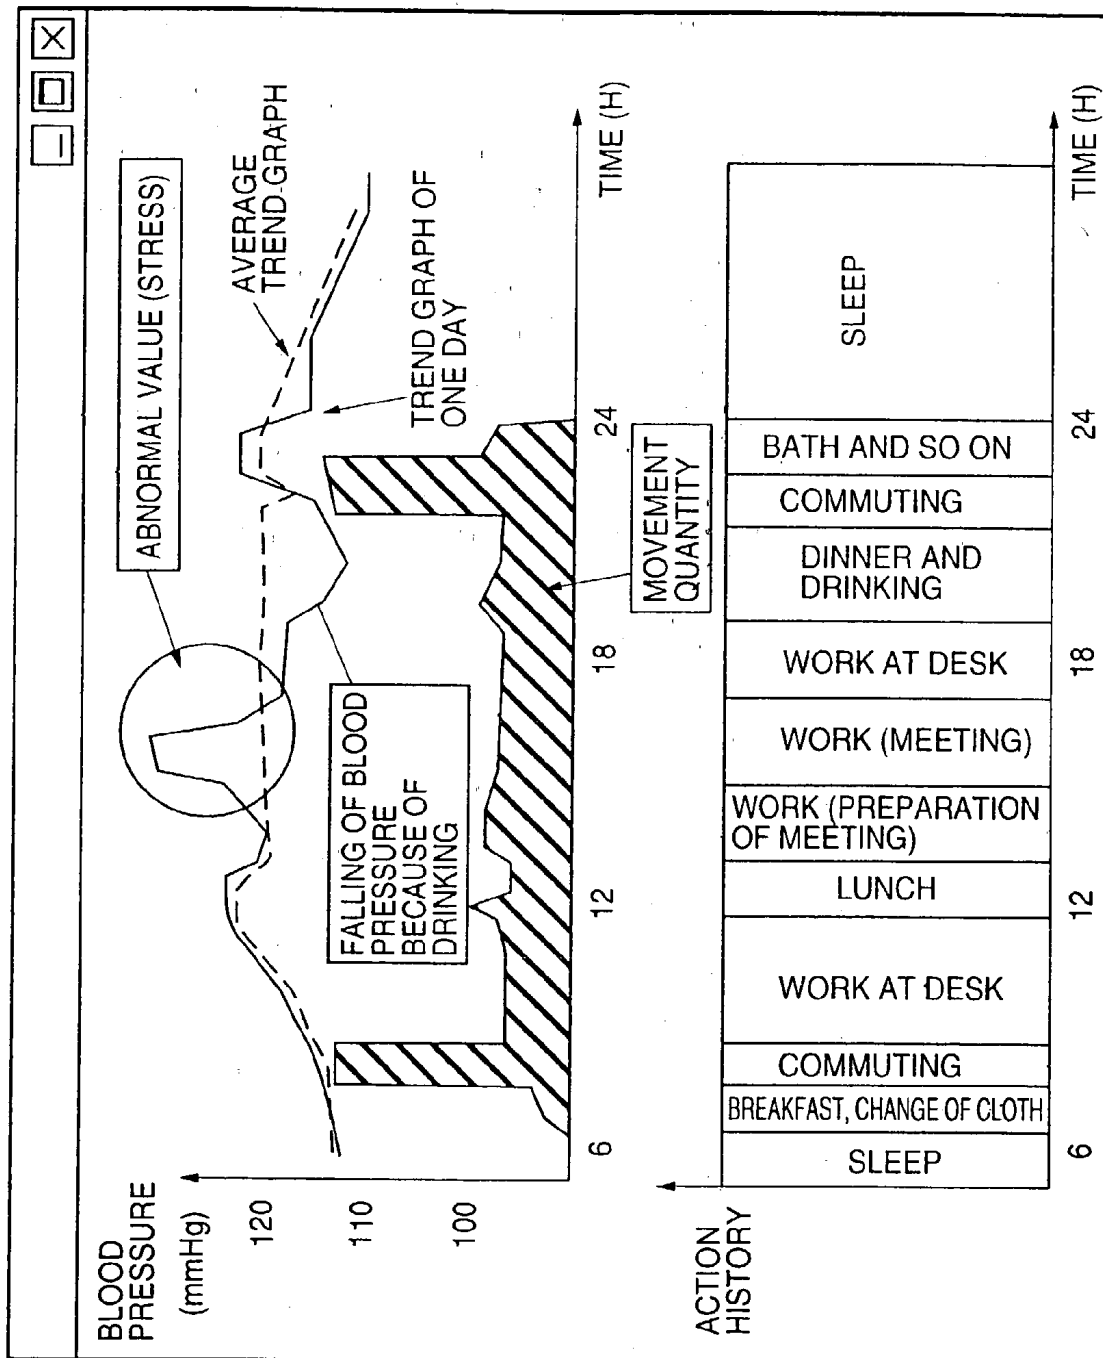 BLOOD
PRESSURE
(mmHg)
120
110
100
ABNORMAL VALUE (STRESS)
AVERAGE
TREND GRAPH
TREND GRAPH OF
ONE DAY
FALLING OF BLOOD
PRESSURE
BECAUSE OF
DRINKING
6
12
18
24
TIME (H)
MOVEMENT
QUANTITY
ACTION
HISTORY
SLEEP
BREAKFAST, CHANGE OF CLOTH
COMMUTING
WORK AT DESK
LUNCH
WORK (PREPARATION
OF MEETING)
WORK (MEETING)
WORK AT DESK
DINNER AND
DRINKING
COMMUTING
BATH AND SO ON
SLEEP
6
12
18
24
TIME (H)